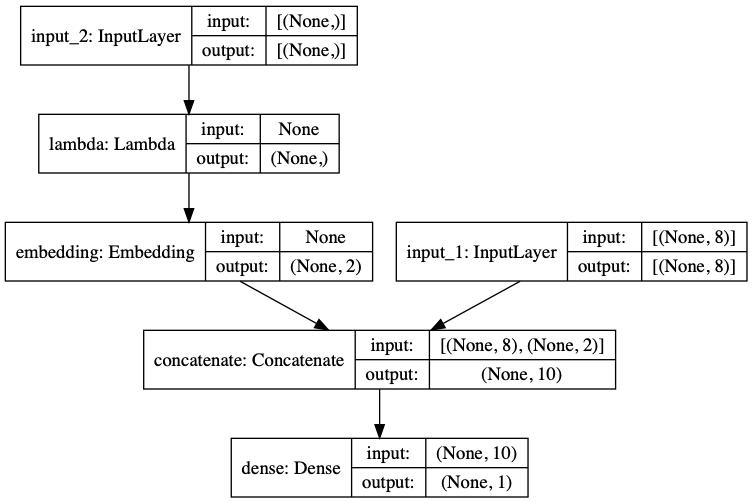 input_2: InputLayer
input: [(None,)]
output: [(None,)]
lambda: Lambda
input: None
output: (None,)
embedding: Embedding
input: None
output: (None, 2)
input_1: InputLayer
input: [(None, 8)]
output: [(None, 8)]
concatenate: Concatenate
input: [(None, 8), (None, 2)]
output: (None, 10)
dense: Dense
input: (None, 10)
output: (None, 1)